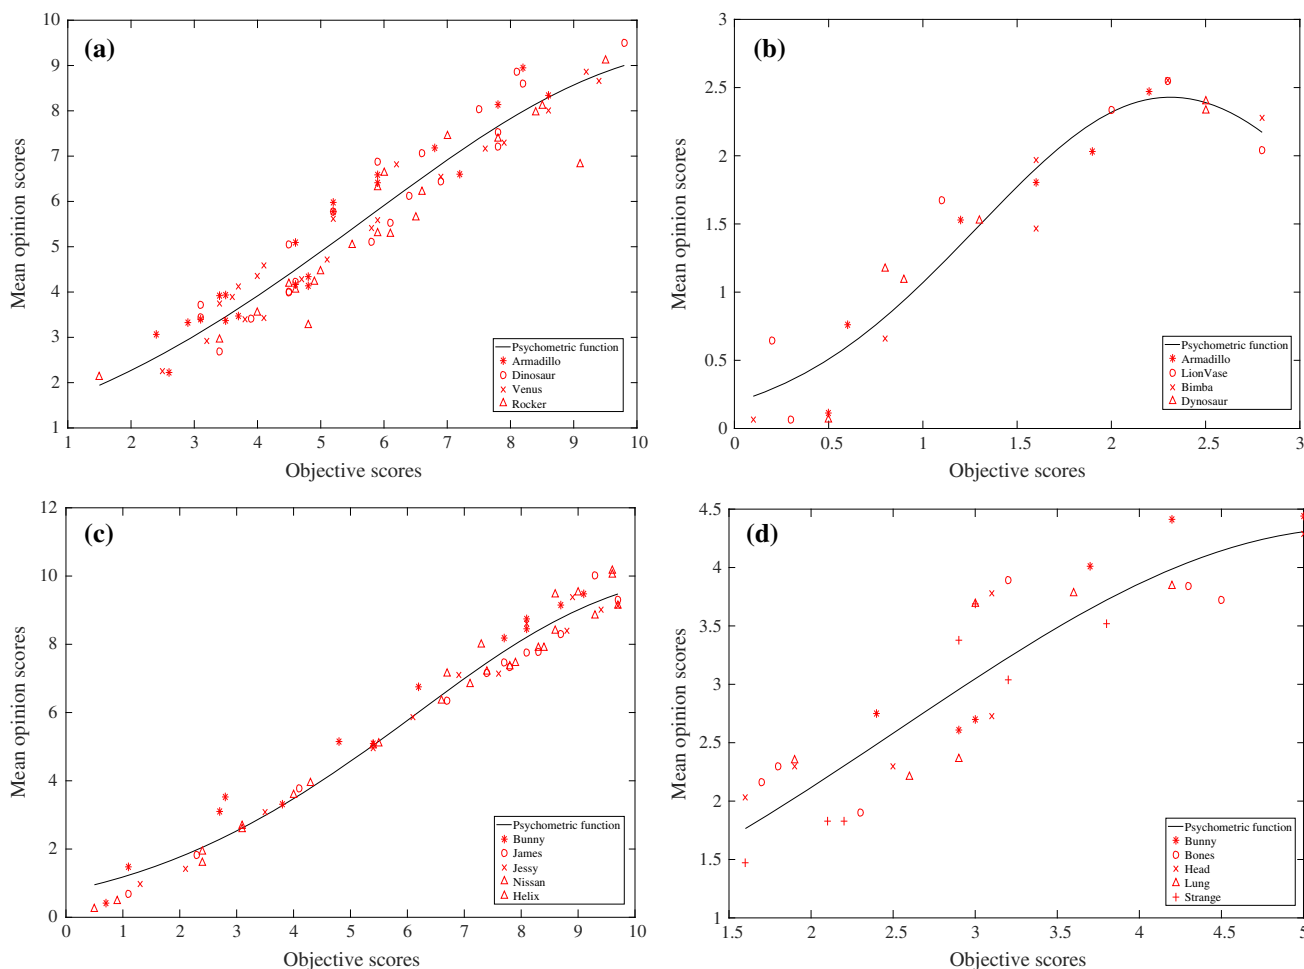 (a)
Mean opinion scores
10
9
8
7
6
5
4
3
2
1
Psychometric function
Armadillo
Dinosaur
Venus
Rocker
1 2 3 4 5 6 7 8 9 10
Objective scores
(b)
Mean opinion scores
3
2.5
2
1.5
1
0.5
0
Psychometric function
Armadillo
LionVase
Bimba
Dynosaur
0 0.5 1 1.5 2 2.5 3
Objective scores
(c)
Mean opinion scores
12
10
8
6
4
2
0
Psychometric function
Bunny
James
Jessy
Nissan
Helix
0 1 2 3 4 5 6 7 8 9 10
Objective scores
(d)
Mean opinion scores
4.5
4
3.5
3
2.5
2
1.5
1
Psychometric function
Bunny
Bones
Head
Lung
Strange
1.5 2 2.5 3 3.5 4 4.5 5
Objective scores